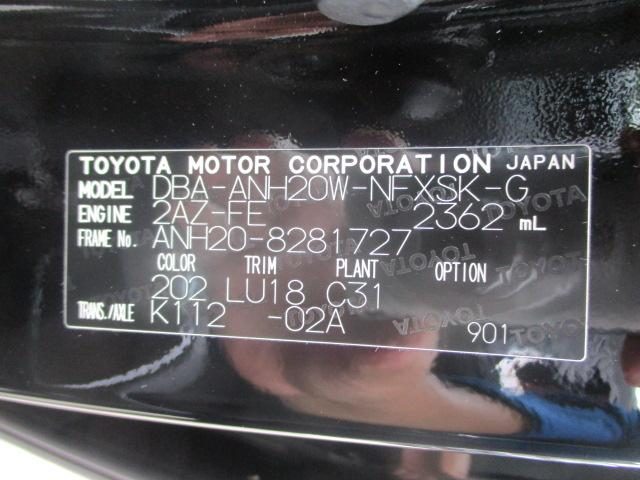 TOYOTA MOTOR CORPORATION JAPAN
MODEL DBA-ANH20W-NFXSK-G
ENGINE 2AZ-FE 2362 mL
FRAME No. ANH20-8281727
COLOR TRIM PLANT OPTION
202 LU18 C31
TRANS./AXLE K112 -02A
901